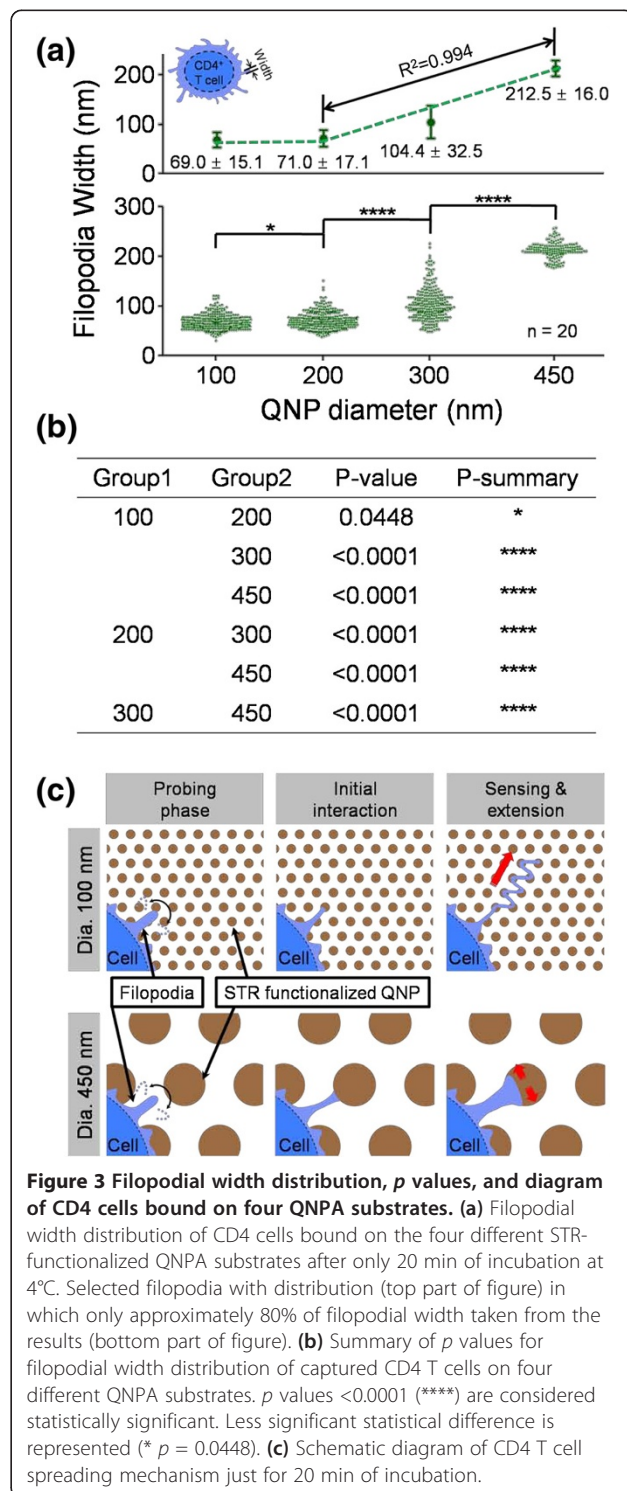 (a)
CD4+
T cell
Width
R²=0.994
212.5 ± 16.0
69.0 ± 15.1 71.0 ± 17.1 104.4 ± 32.5
200
100
0
Filopodia Width (nm)
300
200
100
0
*
****
****
n = 20
100 200 300 450
QNP diameter (nm)
(b)
Group1 Group2 P-value P-summary
100 200 0.0448 *
300 <0.0001 ****
450 <0.0001 ****
200 300 <0.0001 ****
450 <0.0001 ****
300 450 <0.0001 ****
(c)
Probing
phase
Initial
interaction
Sensing &
extension
Dia. 100 nm
Cell
Cell
Cell
Filopodia
STR functionalized QNP
Dia. 450 nm
Cell
Cell
Cell
Figure 3 Filopodial width distribution, p values, and diagram
of CD4 cells bound on four QNPA substrates. (a) Filopodial
width distribution of CD4 cells bound on the four different STR-
functionalized QNPA substrates after only 20 min of incubation at
4°C. Selected filopodia with distribution (top part of figure) in
which only approximately 80% of filopodial width taken from the
results (bottom part of figure). (b) Summary of p values for
filopodial width distribution of captured CD4 T cells on four
different QNPA substrates. p values <0.0001 (****) are considered
statistically significant. Less significant statistical difference is
represented (* p = 0.0448). (c) Schematic diagram of CD4 T cell
spreading mechanism just for 20 min of incubation.